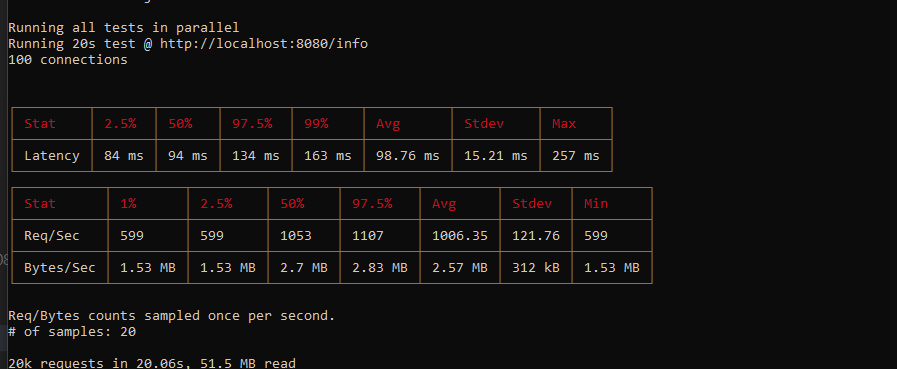 Running all tests in parallel
Running 20s test @ http://localhost:8080/info
100 connections
Stat 2.5% 50% 97.5% 99% Avg Stdev Max
Latency 84 ms 94 ms 134 ms 163 ms 98.76 ms 15.21 ms 257 ms
Stat 1% 2.5% 50% 97.5% Avg Stdev Min
Req/Sec 599 599 1053 1107 1006.35 121.76 599
Bytes/Sec 1.53 MB 1.53 MB 2.7 MB 2.83 MB 2.57 MB 312 kB 1.53 MB
Req/Bytes counts sampled once per second.
# of samples: 20
20k requests in 20.06s, 51.5 MB read